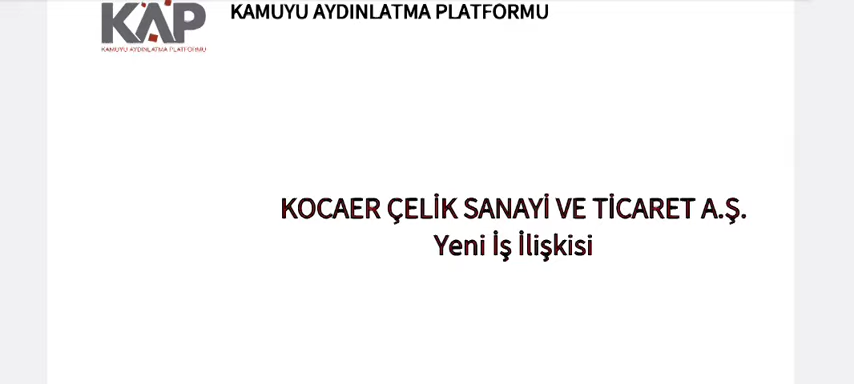 KAP
KAMUYU AYDINLATMA PLATFORMU
KAMUYU AYDINLATMA PLATFORMU
KOCAER ÇELİK SANAYİ VE TİCARET A.Ş.
Yeni İş İlişkisi